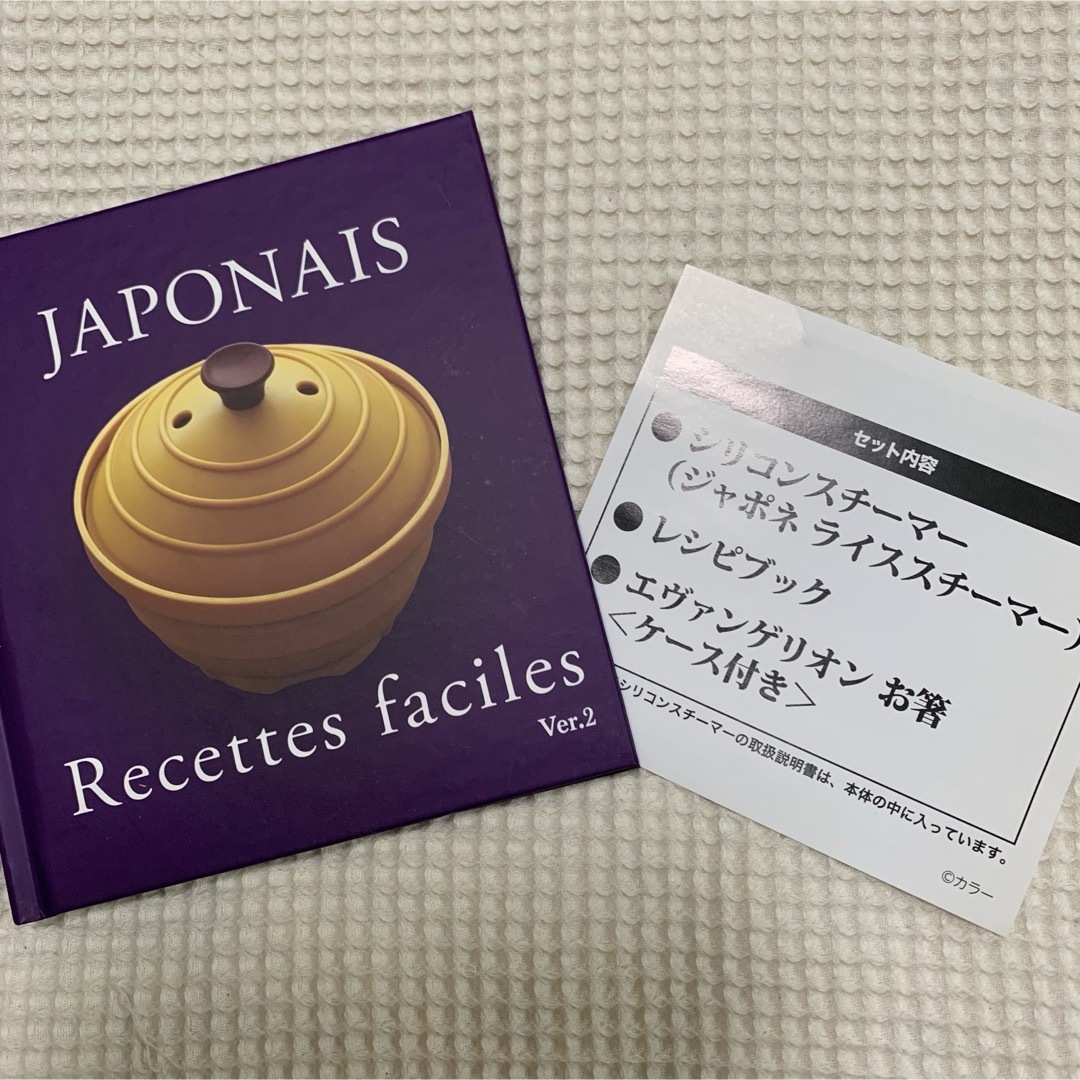 JAPONAIS
Recettes faciles
Ver.2
セット内容
●シリコンスチーマー
(ジャポネ ライススチーマー)
●レシピブック
●エヴァンゲリオン お箸
<ケース付き>
シリコンスチーマーの取扱説明書は、本体の中に入っています。
©カラー